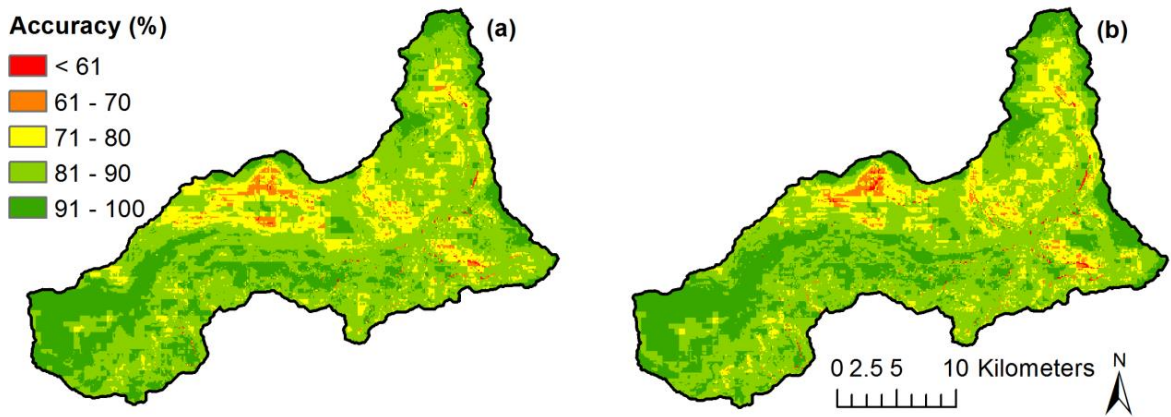 Accuracy (%)
< 61
61 - 70
71 - 80
81 - 90
91 - 100
(a)
(b)
0 2.5 5 10 Kilometers
N